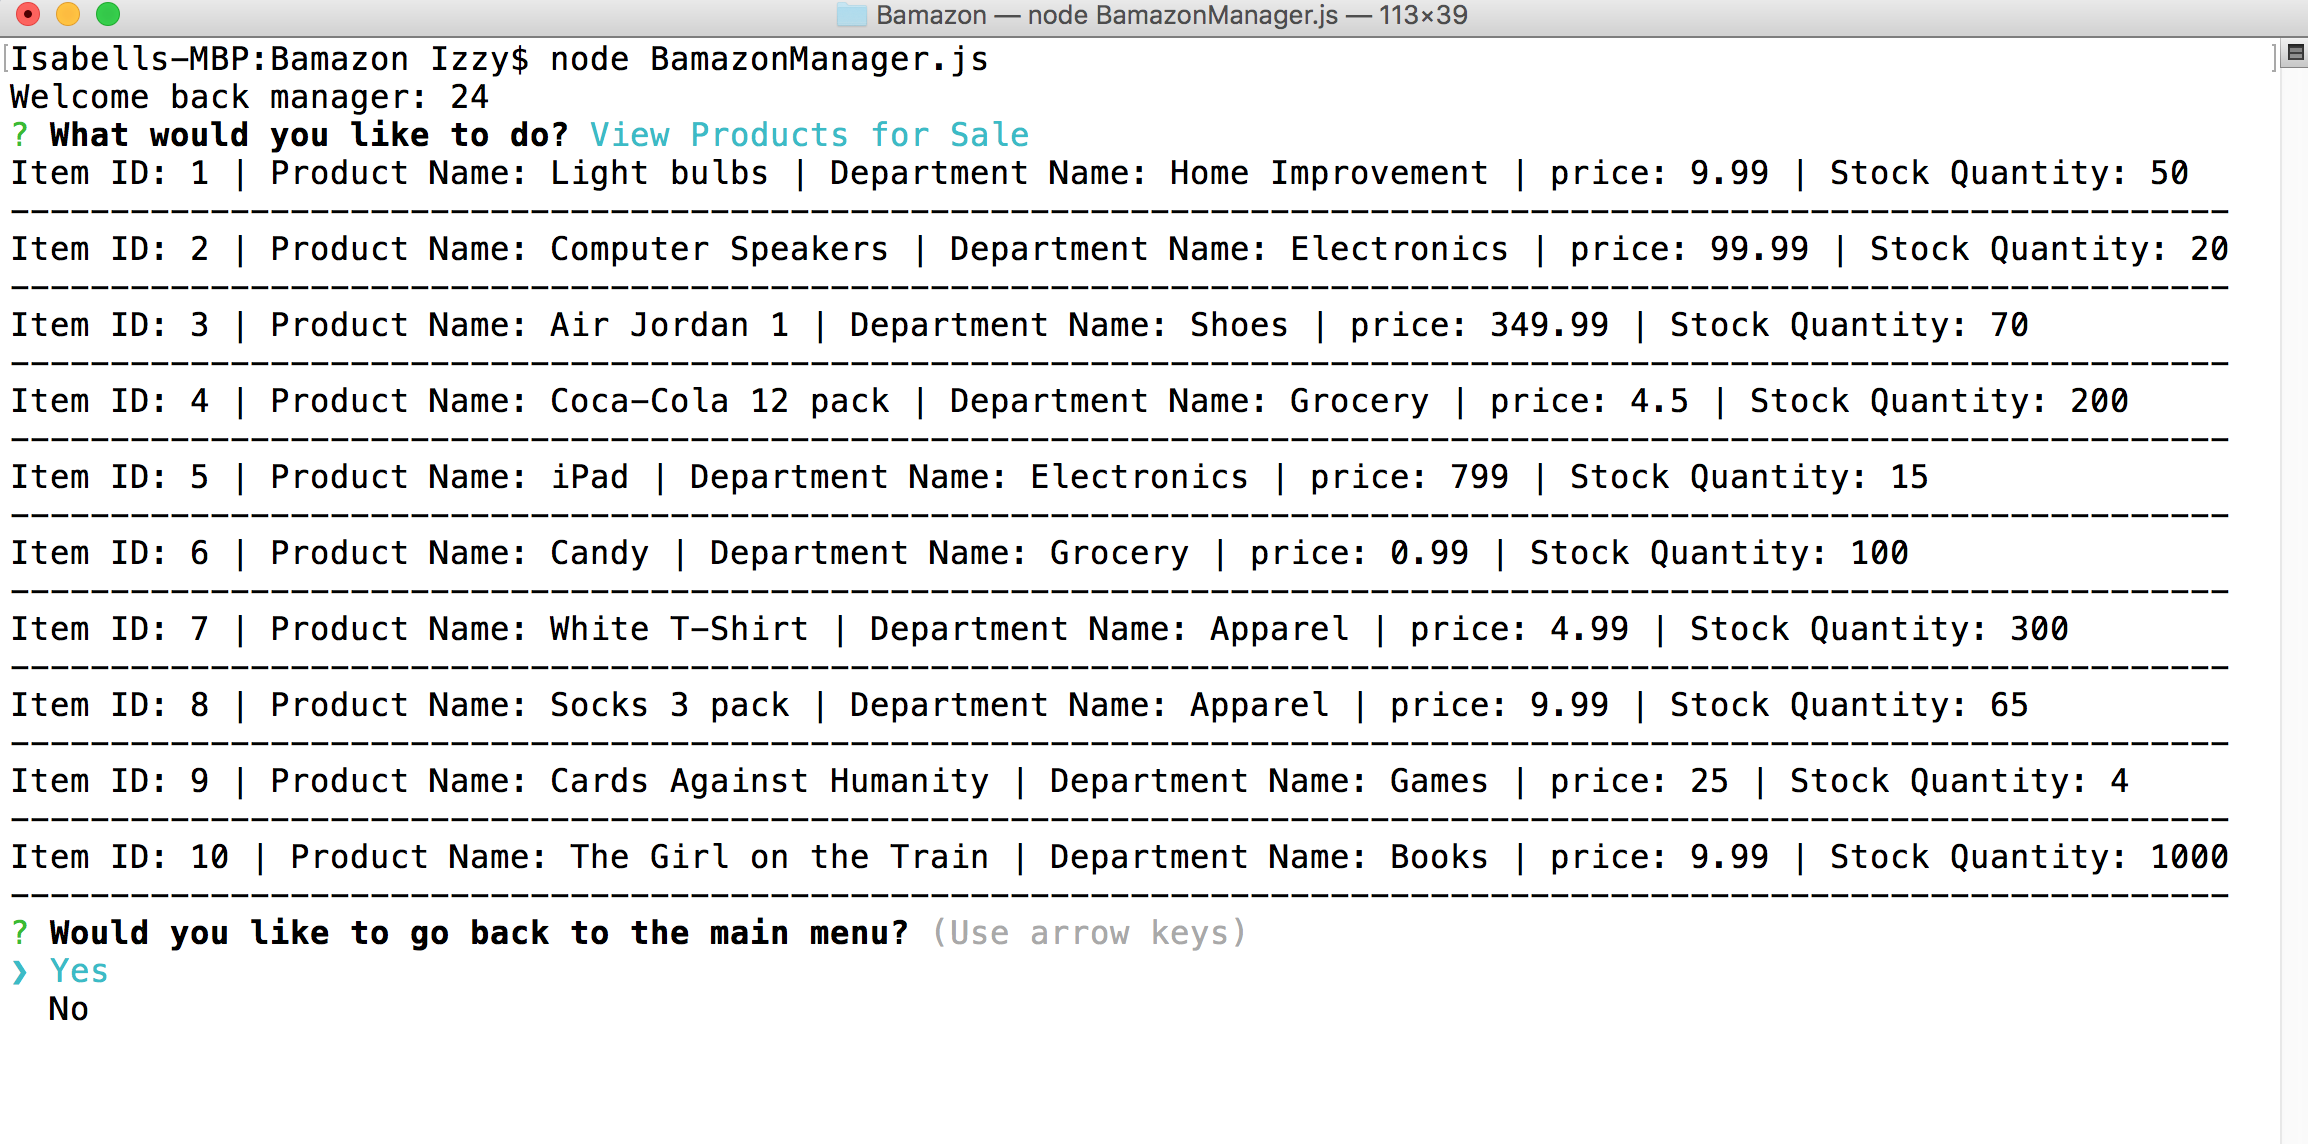 Bamazon — node BamazonManager.js — 113×39
[Isabells-MBP:Bamazon Izzy$ node BamazonManager.js ]
Welcome back manager: 24
? What would you like to do? View Products for Sale
Item ID: 1 | Product Name: Light bulbs | Department Name: Home Improvement | price: 9.99 | Stock Quantity: 50
---------------------------------------------------------------------------------------------------------------
Item ID: 2 | Product Name: Computer Speakers | Department Name: Electronics | price: 99.99 | Stock Quantity: 20
---------------------------------------------------------------------------------------------------------------
Item ID: 3 | Product Name: Air Jordan 1 | Department Name: Shoes | price: 349.99 | Stock Quantity: 70
---------------------------------------------------------------------------------------------------------------
Item ID: 4 | Product Name: Coca-Cola 12 pack | Department Name: Grocery | price: 4.5 | Stock Quantity: 200
---------------------------------------------------------------------------------------------------------------
Item ID: 5 | Product Name: iPad | Department Name: Electronics | price: 799 | Stock Quantity: 15
---------------------------------------------------------------------------------------------------------------
Item ID: 6 | Product Name: Candy | Department Name: Grocery | price: 0.99 | Stock Quantity: 100
---------------------------------------------------------------------------------------------------------------
Item ID: 7 | Product Name: White T-Shirt | Department Name: Apparel | price: 4.99 | Stock Quantity: 300
---------------------------------------------------------------------------------------------------------------
Item ID: 8 | Product Name: Socks 3 pack | Department Name: Apparel | price: 9.99 | Stock Quantity: 65
---------------------------------------------------------------------------------------------------------------
Item ID: 9 | Product Name: Cards Against Humanity | Department Name: Games | price: 25 | Stock Quantity: 4
---------------------------------------------------------------------------------------------------------------
Item ID: 10 | Product Name: The Girl on the Train | Department Name: Books | price: 9.99 | Stock Quantity: 1000
---------------------------------------------------------------------------------------------------------------
? Would you like to go back to the main menu? (Use arrow keys)
❯ Yes
  No